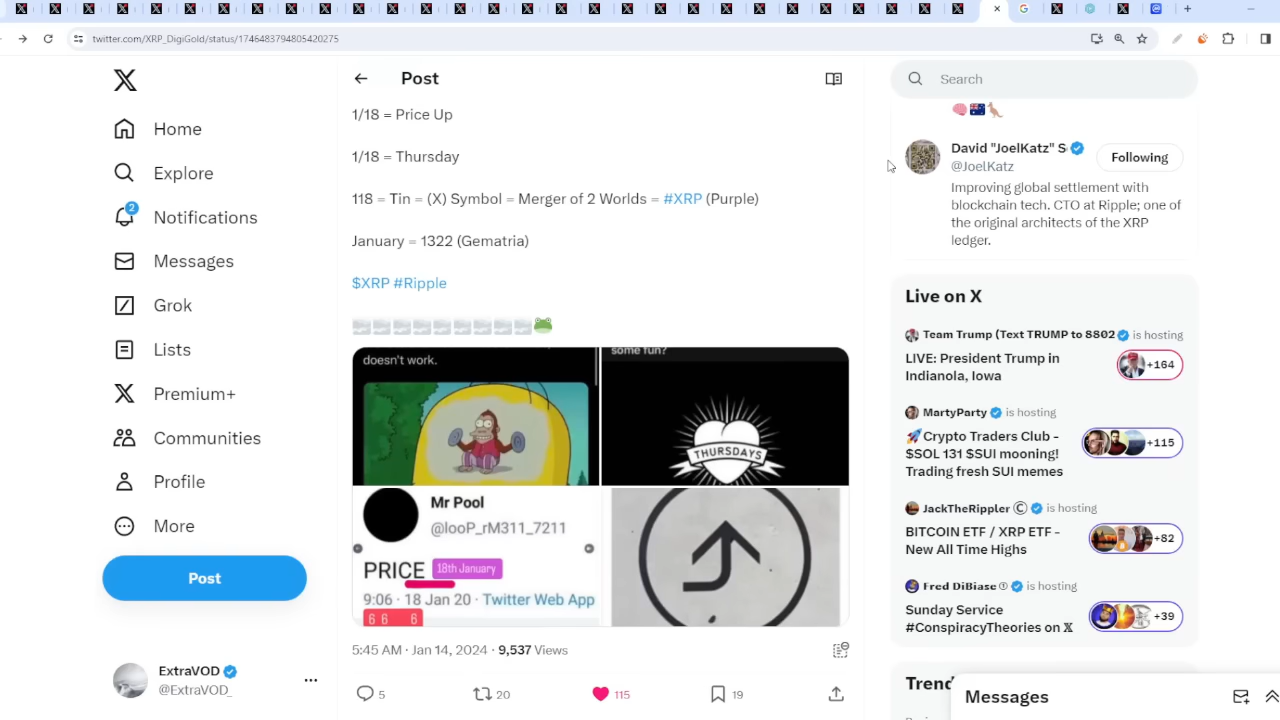 twitter.com/XRP_DigiGold/status/1746483794805420275
Home
Explore
2
Notifications
Messages
Grok
Lists
Premium+
Communities
Profile
More
Post
ExtraVOD
@ExtraVOD_
Post
1/18 = Price Up
1/18 = Thursday
118 = Tin = (X) Symbol = Merger of 2 Worlds = #XRP (Purple)
January = 1322 (Gematria)
$XRP #Ripple
doesn't work.
some fun?
THURSDAYS
Mr Pool
@looP_rM311_7211
PRICE 18th January
9:06 · 18 Jan 20 · Twitter Web App
6 6 6
5:45 AM · Jan 14, 2024 · 9,537 Views
5 20 115 19
Search
David "JoelKatz" S
@JoelKatz
Following
Improving global settlement with
blockchain tech. CTO at Ripple; one of
the original architects of the XRP
ledger.
Live on X
Team Trump (Text TRUMP to 8802 is hosting
LIVE: President Trump in
Indianola, Iowa
+164
MartyParty is hosting
🚀Crypto Traders Club -
$SOL 131 $SUI mooning!
Trading fresh SUI memes
+115
JackTheRippler © is hosting
BITCOIN ETF / XRP ETF -
New All Time Highs
+82
Fred DiBiase is hosting
Sunday Service
#ConspiracyTheories on 𝕏
+39
Trend
Messages